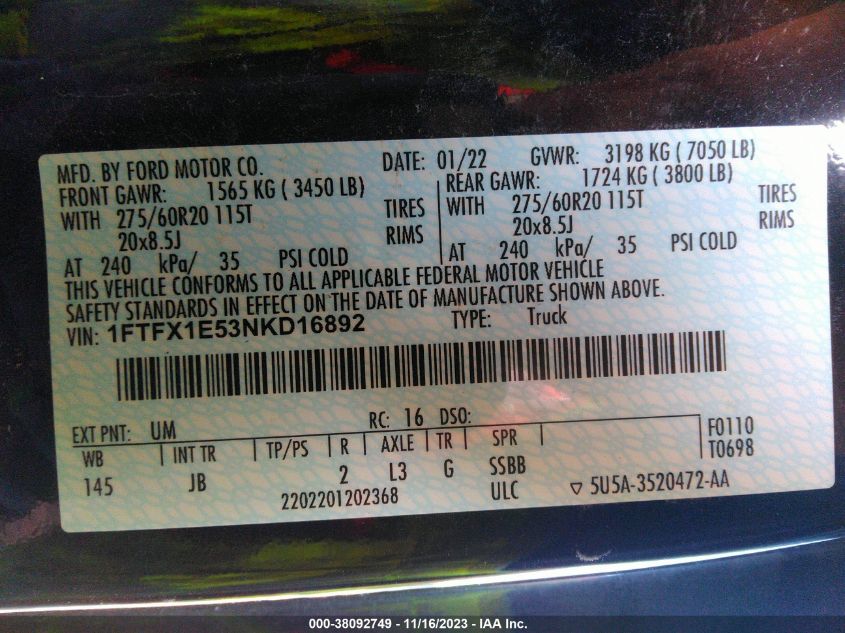 MFD. BY FORD MOTOR CO. DATE: 01/22 GVWR: 3198 KG ( 7050 LB)
FRONT GAWR: 1565 KG ( 3450 LB) REAR GAWR: 1724 KG ( 3800 LB)
WITH 275/60R20 115T TIRES WITH 275/60R20 115T TIRES
20x8.5J RIMS 20x8.5J RIMS
AT 240 kPa/ 35 PSI COLD AT 240 kPa/ 35 PSI COLD
THIS VEHICLE CONFORMS TO ALL APPLICABLE FEDERAL MOTOR VEHICLE
SAFETY STANDARDS IN EFFECT ON THE DATE OF MANUFACTURE SHOWN ABOVE.
VIN: 1FTFX1E53NKD16892 TYPE: Truck
EXT PNT: UM RC: 16 DSO: F0110
WB INT TR TP/PS R AXLE TR SPR T0698
145 JB 2 L3 G SSBB
2202201202368 ULC ▽ 5U5A-3520472-AA
000-38092749 - 11/16/2023 - IAA Inc.